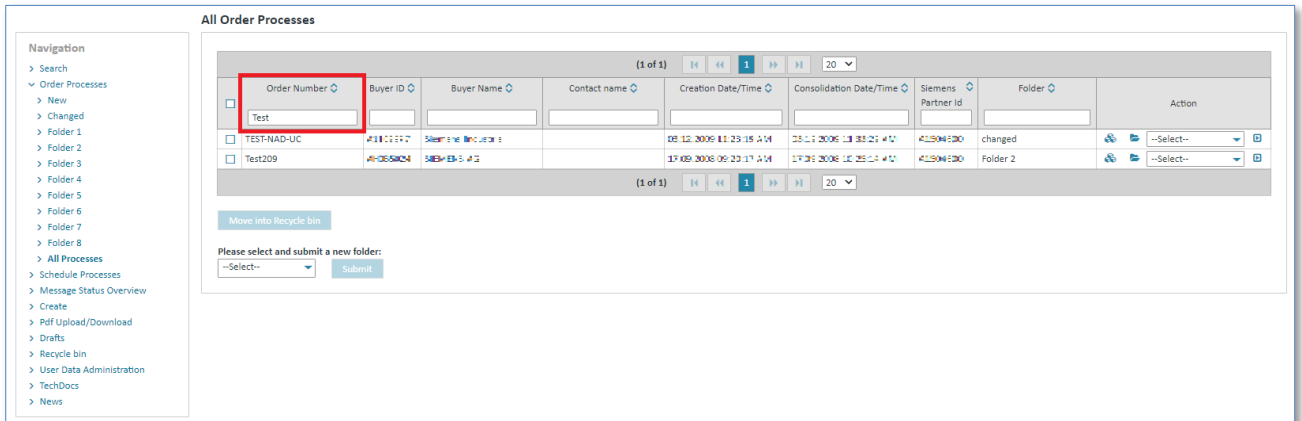 All Order Processes
Navigation
Search
Order Processes
New
Changed
Folder 1
Folder 2
Folder 3
Folder 4
Folder 5
Folder 6
Folder 7
Folder 8
All Processes
Schedule Processes
Message Status Overview
Create
Pdf Upload/Download
Drafts
Recycle bin
User Data Administration
TechDocs
News
(1 of 1) 1 20
Order Number Buyer ID Buyer Name Contact name Creation Date/Time Consolidation Date/Time Siemens Partner Id Folder Action
Test
TEST-NAD-UC changed --Select--
Test209 Folder 2 --Select--
(1 of 1) 1 20
Move into Recycle bin
Please select and submit a new folder:
--Select-- Submit